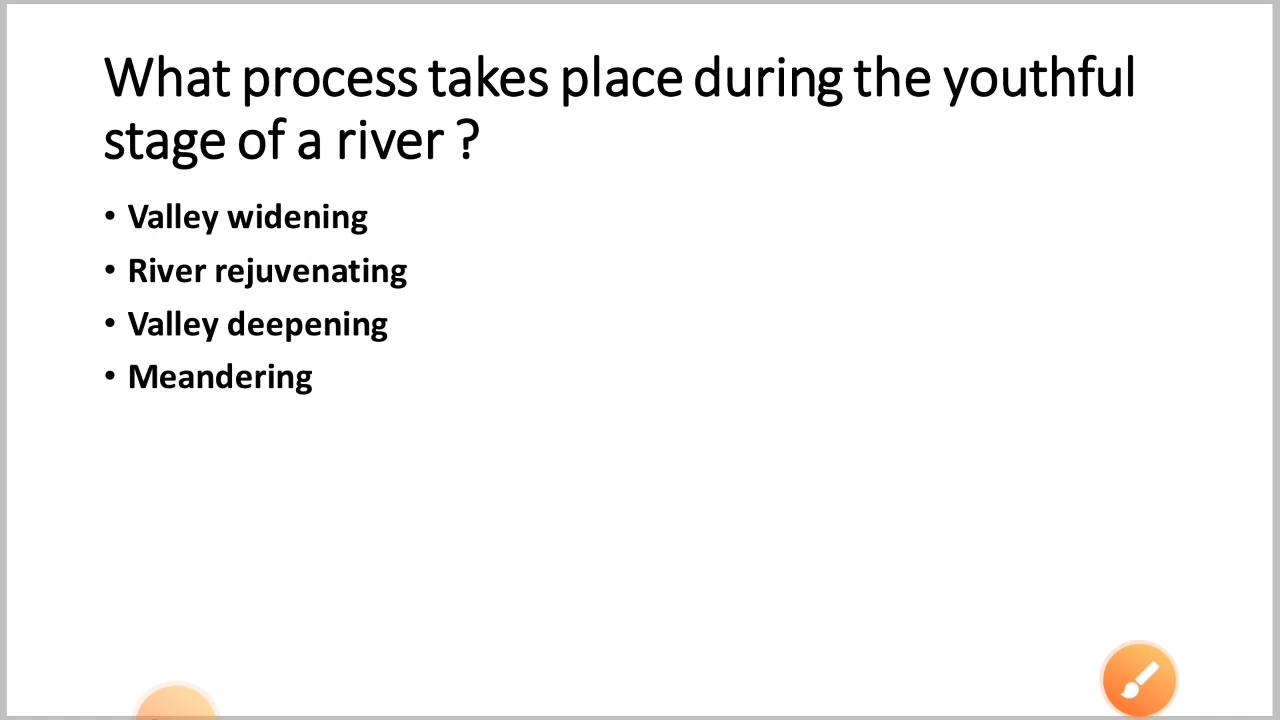 What process takes place during the youthful
stage of a river ?
• Valley widening
• River rejuvenating
• Valley deepening
• Meandering